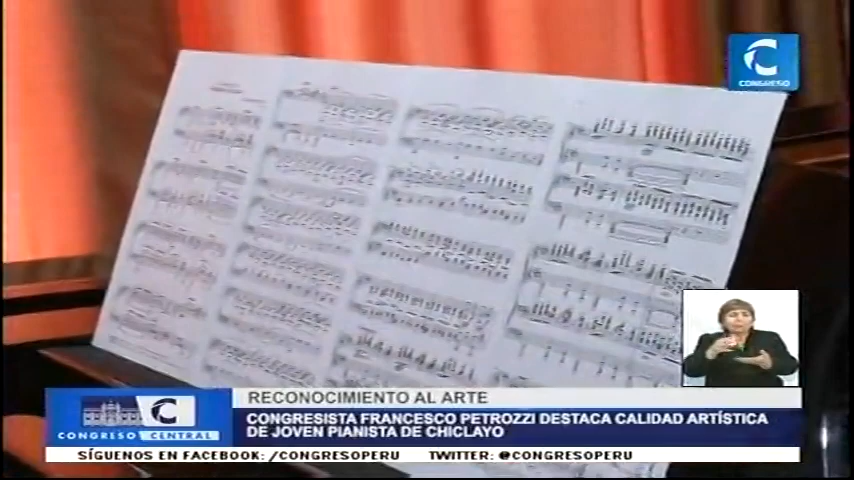 CONGRESO
RECONOCIMIENTO AL ARTE
CONGRESISTA FRANCESCO PETROZZI DESTACA CALIDAD ARTÍSTICA
DE JOVEN PIANISTA DE CHICLAYO
CONGRESO CENTRAL
SÍGUENOS EN FACEBOOK: /CONGRESOPERU TWITTER: @CONGRESOPERU